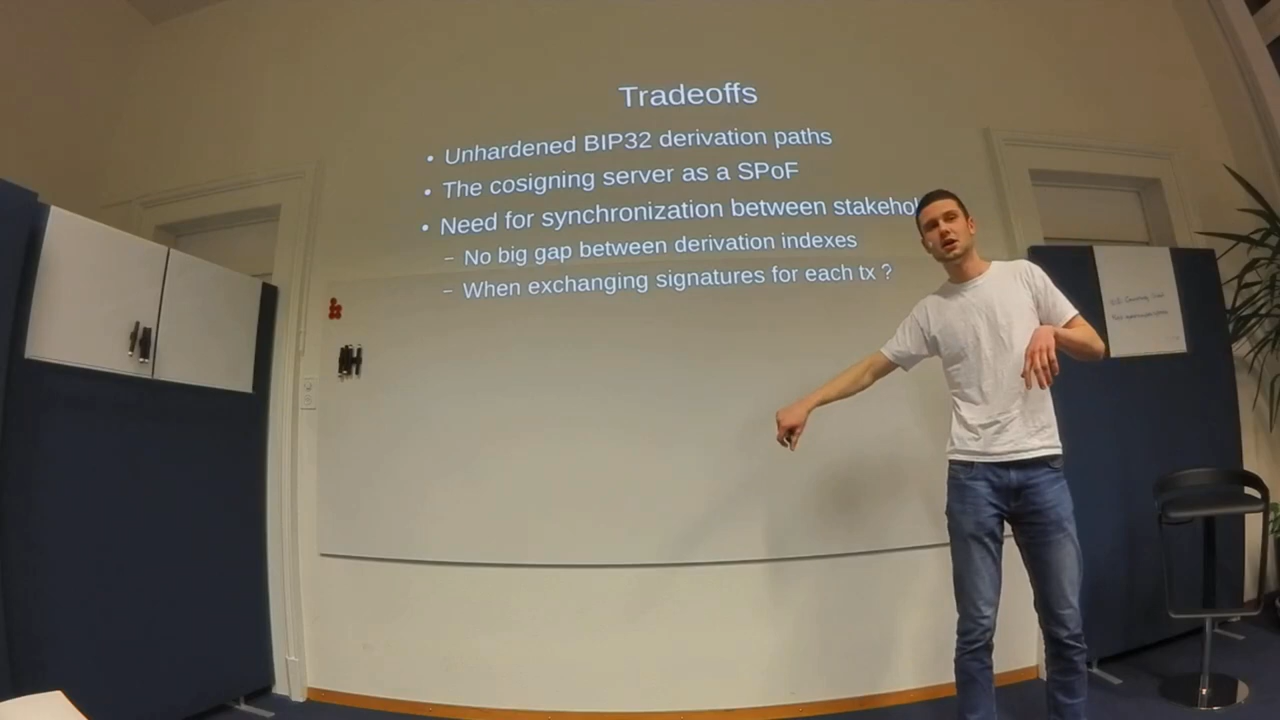 Tradeoffs
• Unhardened BIP32 derivation paths
• The cosigning server as a SPoF
• Need for synchronization between
– No big gap between derivation indexes
– When exchanging signatures for each tx ?